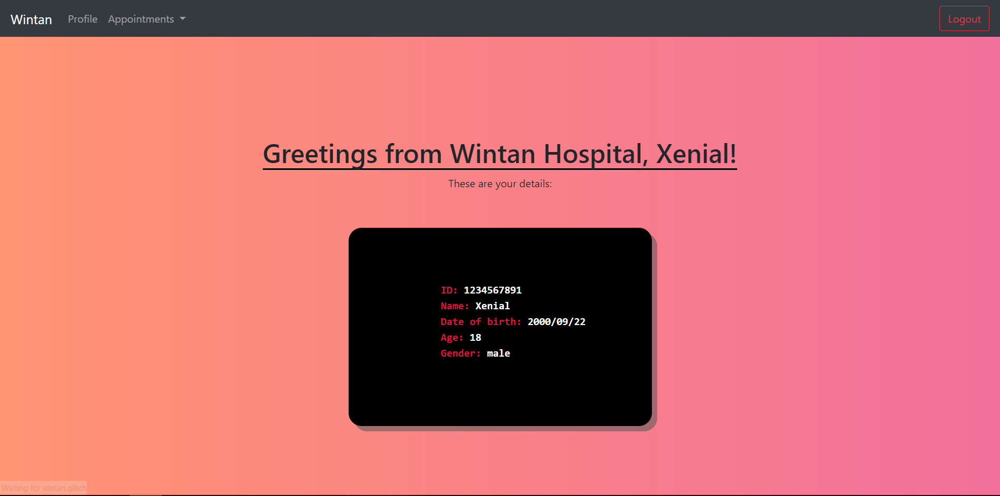 Wintan Profile Appointments Logout
Greetings from Wintan Hospital, Xenial!
These are your details:
ID: 1234567891
Name: Xenial
Date of birth: 2000/09/22
Age: 18
Gender: male
Waiting for wintan.glitch